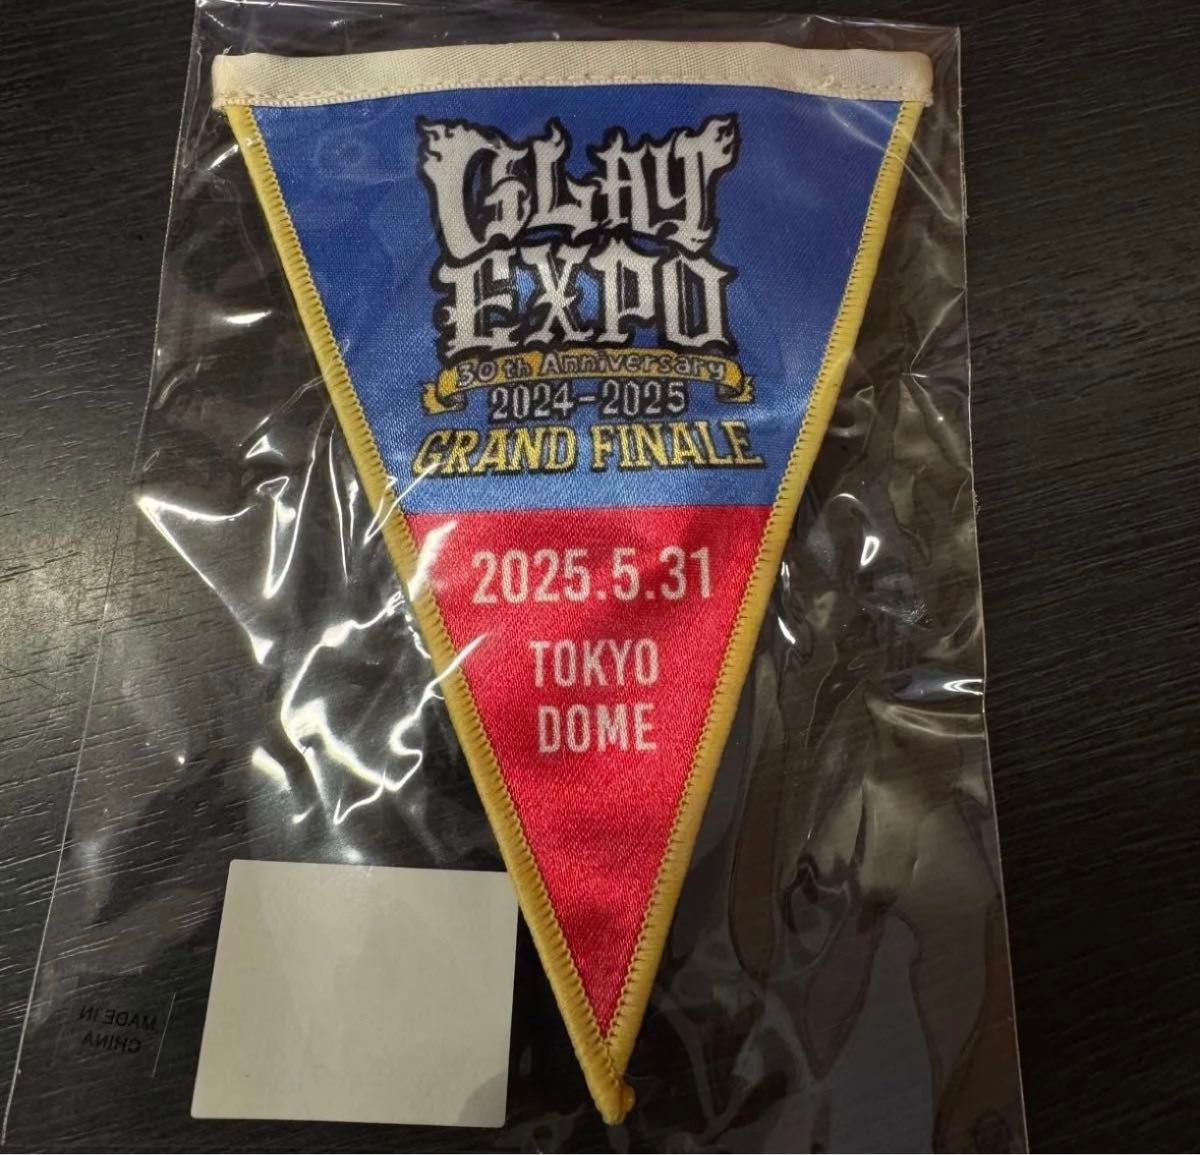 GLAY
EXPO
30th Anniversary
2024-2025
GRAND FINALE
2025.5.31
TOKYO
DOME
MADE IN
CHINA